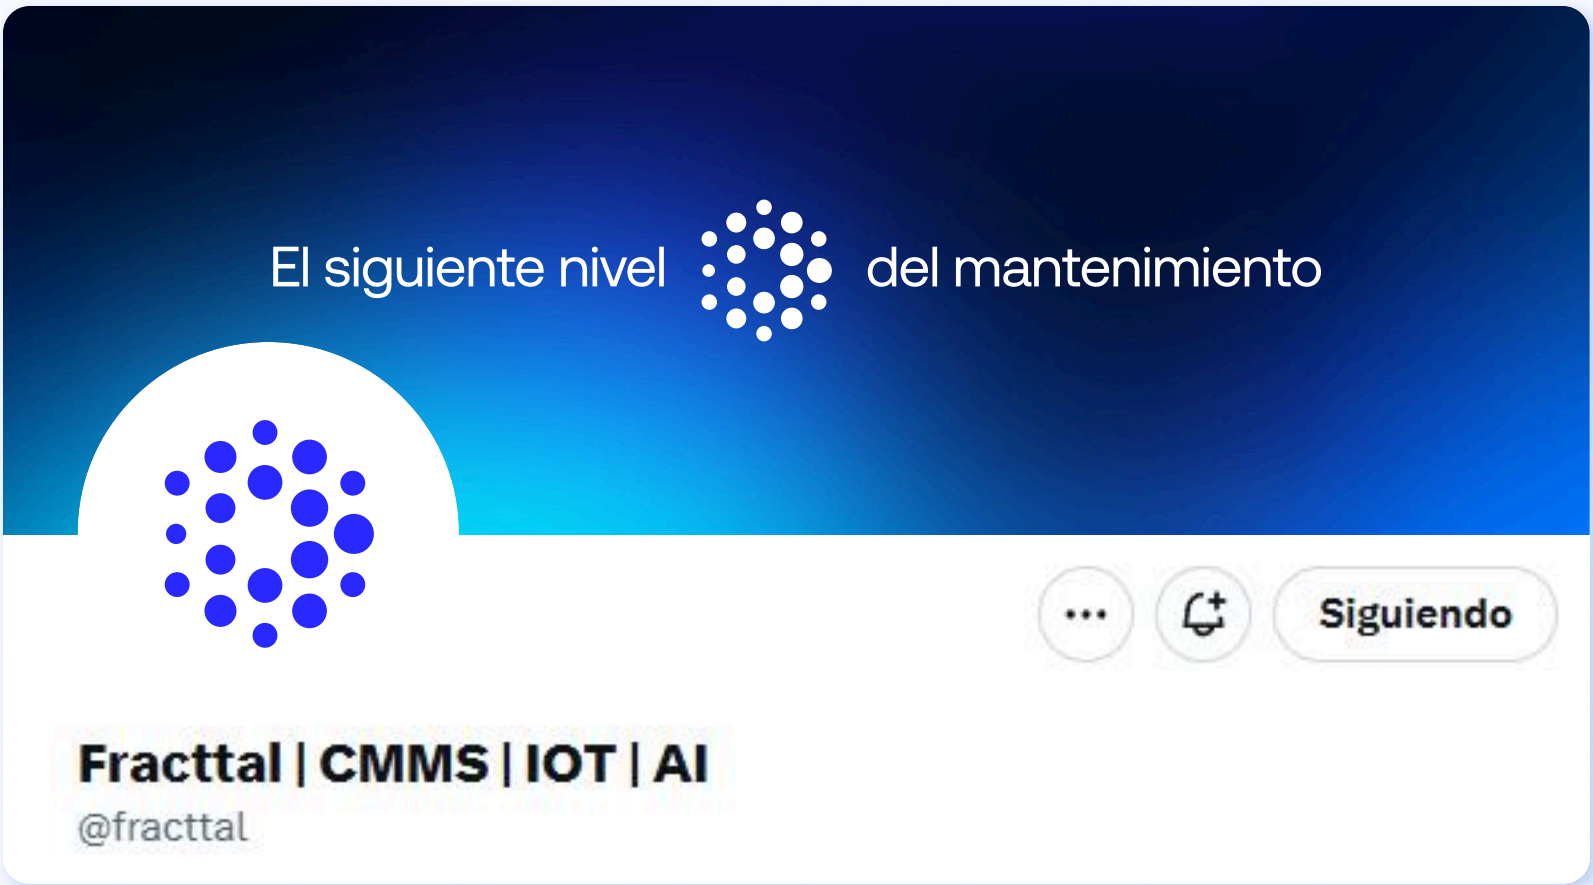 El siguiente nivel del mantenimiento
Siguiendo
Fracttal | CMMS | IOT | AI
@fracttal